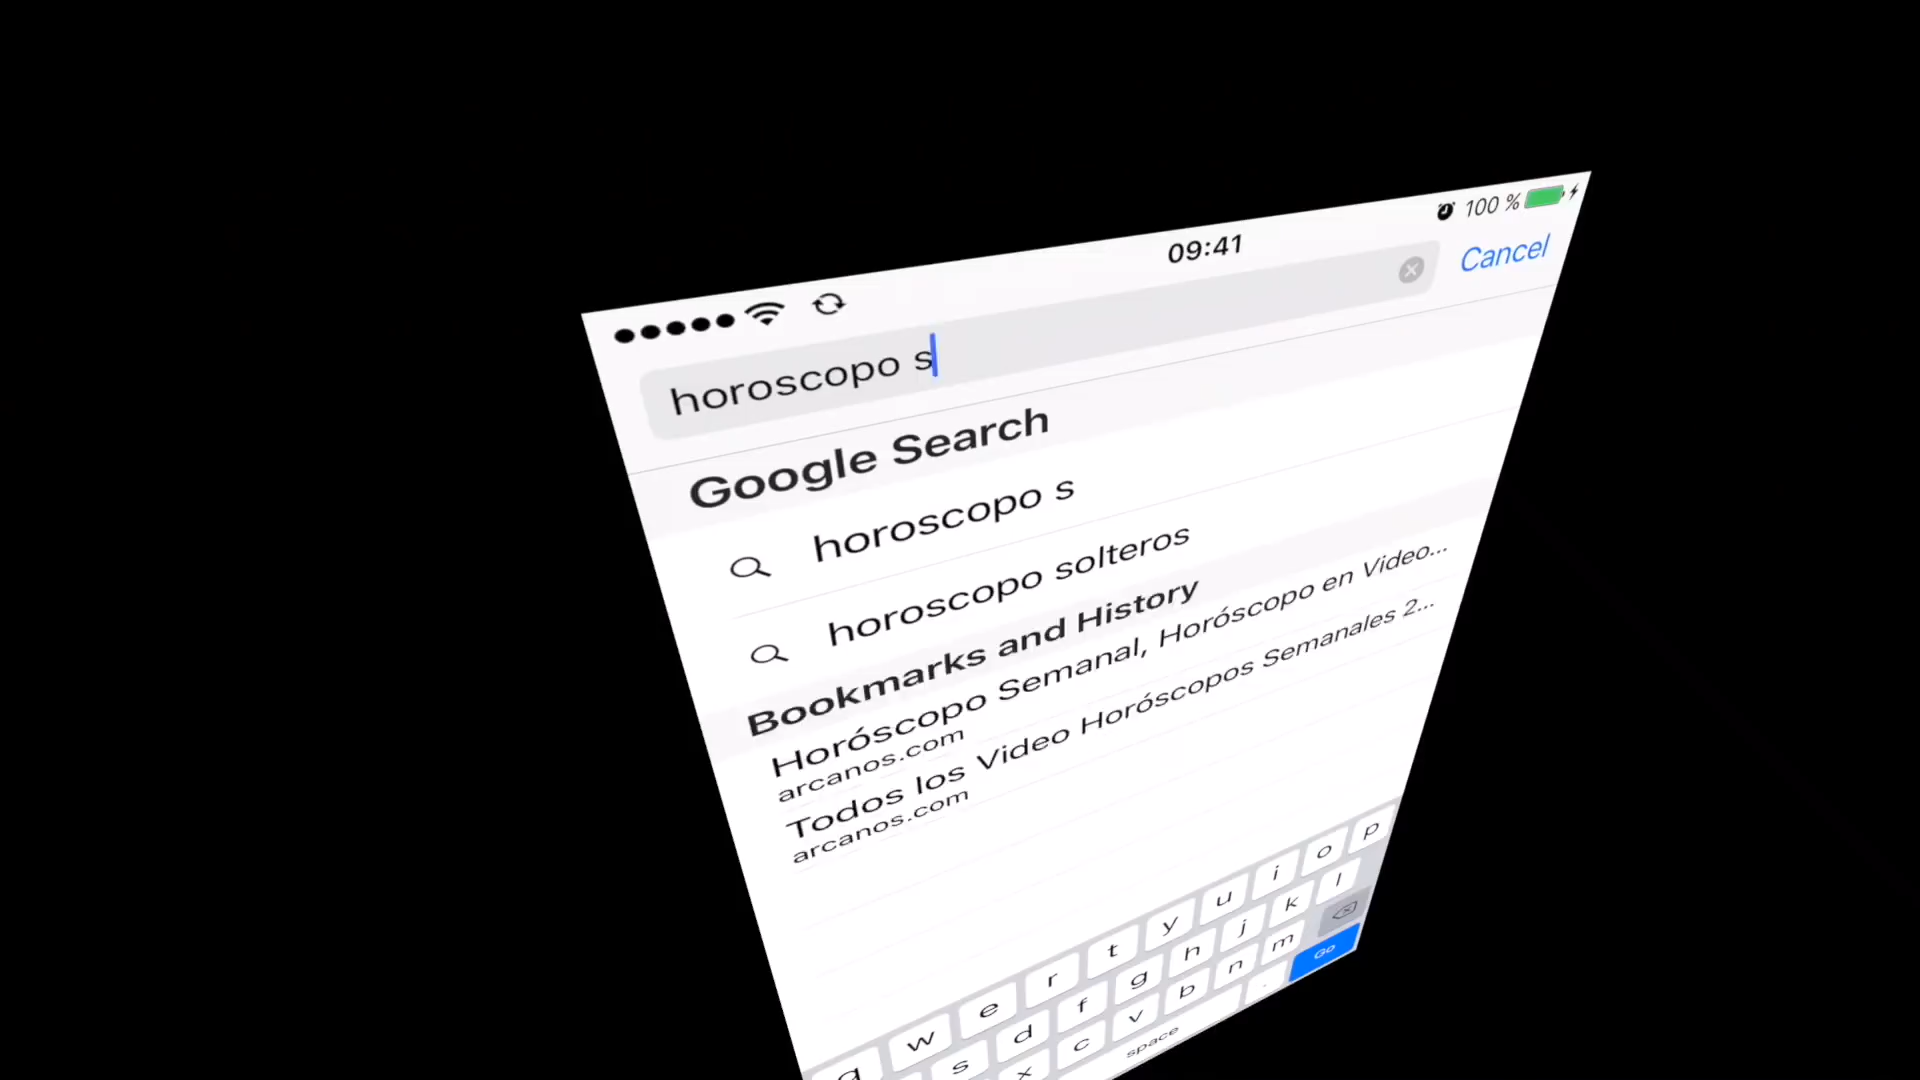 09:41
100 %
horoscopo s
Cancel
Google Search
horoscopo s
horoscopo solteros
Bookmarks and History
Horóscopo Semanal, Horóscopo en Video...
arcanos.com
Todos los Video Horóscopos Semanales 2...
arcanos.com
q w e r t y u i o p
s d f g h j k l
x c v b n m
space . Go